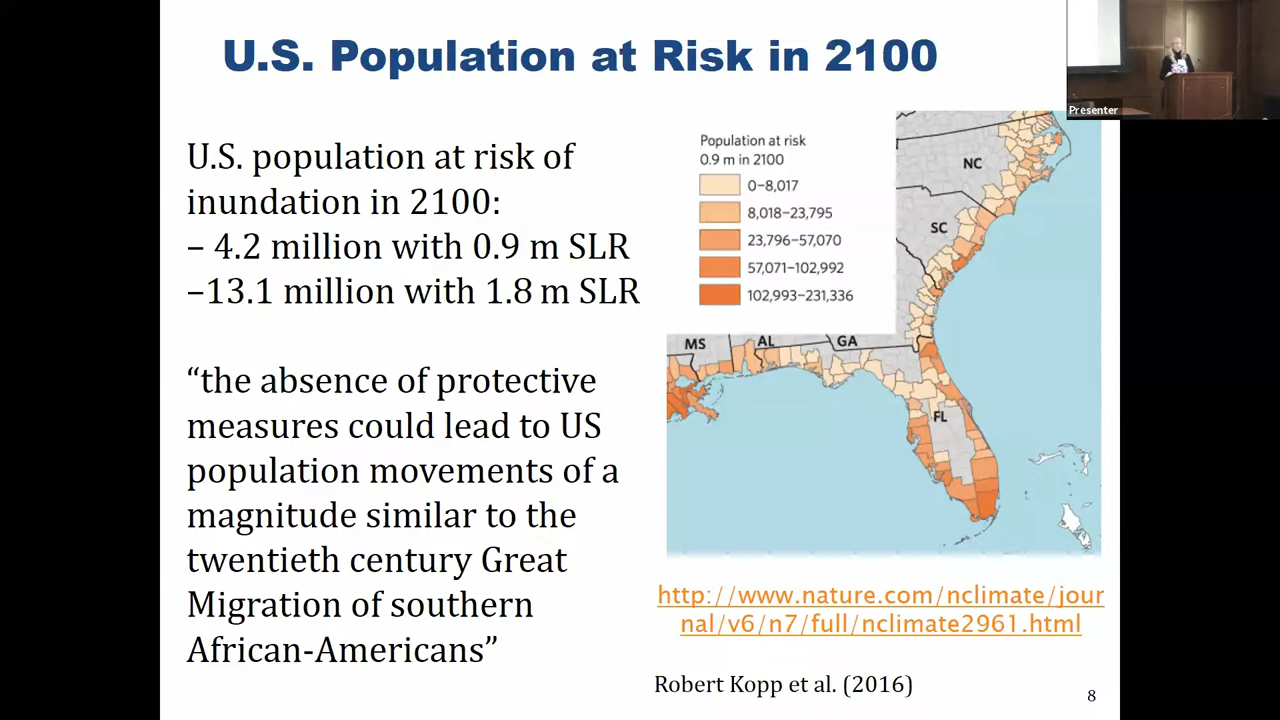 U.S. Population at Risk in 2100
Presenter
U.S. population at risk of
inundation in 2100:
– 4.2 million with 0.9 m SLR
–13.1 million with 1.8 m SLR
“the absence of protective
measures could lead to US
population movements of a
magnitude similar to the
twentieth century Great
Migration of southern
African-Americans”
Population at risk
0.9 m in 2100
0–8,017
8,018–23,795
23,796–57,070
57,071–102,992
102,993–231,336
NC
SC
MS
AL
GA
FL
http://www.nature.com/nclimate/jour
nal/v6/n7/full/nclimate2961.html
Robert Kopp et al. (2016)
8